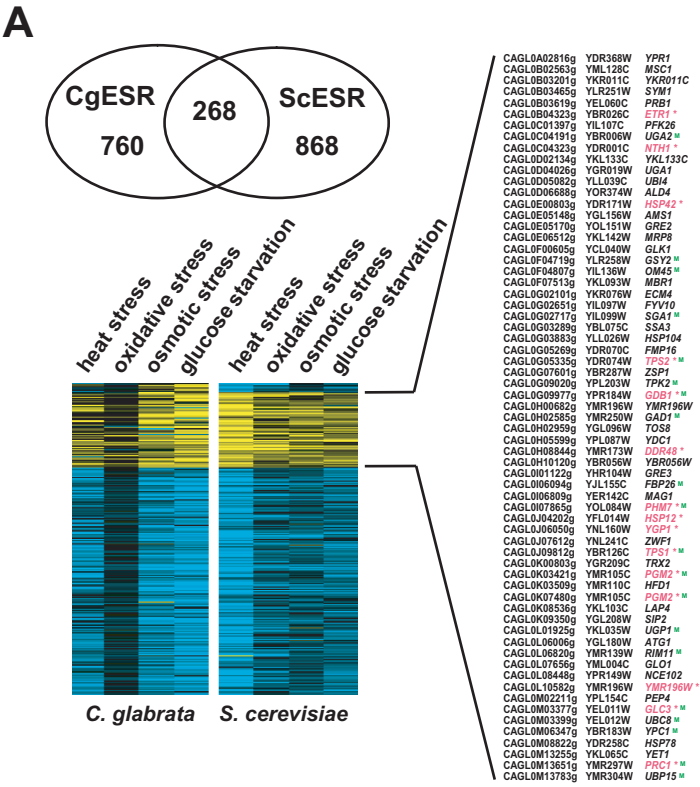 A
CgESR
760
268
ScESR
868
heat stress
oxidative stress
osmotic stress
glucose starvation
heat stress
oxidative stress
osmotic stress
glucose starvation
C. glabrata
S. cerevisiae
CAGL0A02816g YDR368W YPR1
CAGL0B02563g YML128C MSC1
CAGL0B03201g YKR011C YKR011C
CAGL0B03465g YLR251W SYM1
CAGL0B03619g YEL060C PRB1
CAGL0B04323g YBR026C ETR1 *
CAGL0C01397g YIL107C PFK26
CAGL0C04191g YBR006W UGA2 M
CAGL0C04323g YDR001C NTH1 *
CAGL0D02134g YKL133C YKL133C
CAGL0D04026g YGR019W UGA1
CAGL0D05082g YLL039C UBI4
CAGL0D06688g YOR374W ALD4
CAGL0E00803g YDR171W HSP42 *
CAGL0E05148g YGL156W AMS1
CAGL0E05170g YOL151W GRE2
CAGL0E06512g YKL142W MRP8
CAGL0F00605g YCL040W GLK1
CAGL0F04719g YLR258W GSY2 M
CAGL0F04807g YIL136W OM45 M
CAGL0F07513g YKL093W MBR1
CAGL0G02101g YKR076W ECM4
CAGL0G02651g YIL097W FYV10
CAGL0G02717g YIL099W SGA1 M
CAGL0G03289g YBL075C SSA3
CAGL0G03883g YLL026W HSP104
CAGL0G05269g YDR070C FMP16
CAGL0G05335g YDR074W TPS2 * M
CAGL0G07601g YBR287W ZSP1
CAGL0G09020g YPL203W TPK2 M
CAGL0G09977g YPR184W GDB1 * M
CAGL0H00682g YMR196W YMR196W
CAGL0H02585g YMR250W GAD1 M
CAGL0H02959g YGL096W TOS8
CAGL0H05599g YPL087W YDC1
CAGL0H08844g YMR173W DDR48 *
CAGL0H10120g YBR056W YBR056W
CAGL0I01122g YHR104W GRE3
CAGL0I06094g YJL155C FBP26 M
CAGL0I06809g YER142C MAG1
CAGL0I07865g YOL084W PHM7 * M
CAGL0J04202g YFL014W HSP12 *
CAGL0J06050g YNL160W YGP1 *
CAGL0J07612g YNL241C ZWF1
CAGL0J09812g YBR126C TPS1 * M
CAGL0K00803g YGR209C TRX2
CAGL0K03421g YMR105C PGM2 * M
CAGL0K03509g YMR110C HFD1
CAGL0K07480g YMR105C PGM2 * M
CAGL0K08536g YKL103C LAP4
CAGL0K09350g YGL208W SIP2
CAGL0L01925g YKL035W UGP1 M
CAGL0L06006g YGL180W ATG1
CAGL0L06820g YMR139W RIM11 M
CAGL0L07656g YML004C GLO1
CAGL0L08448g YPR149W NCE102
CAGL0L10582g YMR196W YMR196W *
CAGL0M02211g YPL154C PEP4
CAGL0M03377g YEL011W GLC3 * M
CAGL0M03399g YEL012W UBC8 M
CAGL0M06347g YBR183W YPC1 M
CAGL0M08822g YDR258C HSP78
CAGL0M13255g YKL065C YET1
CAGL0M13651g YMR297W PRC1 * M
CAGL0M13783g YMR304W UBP15 M